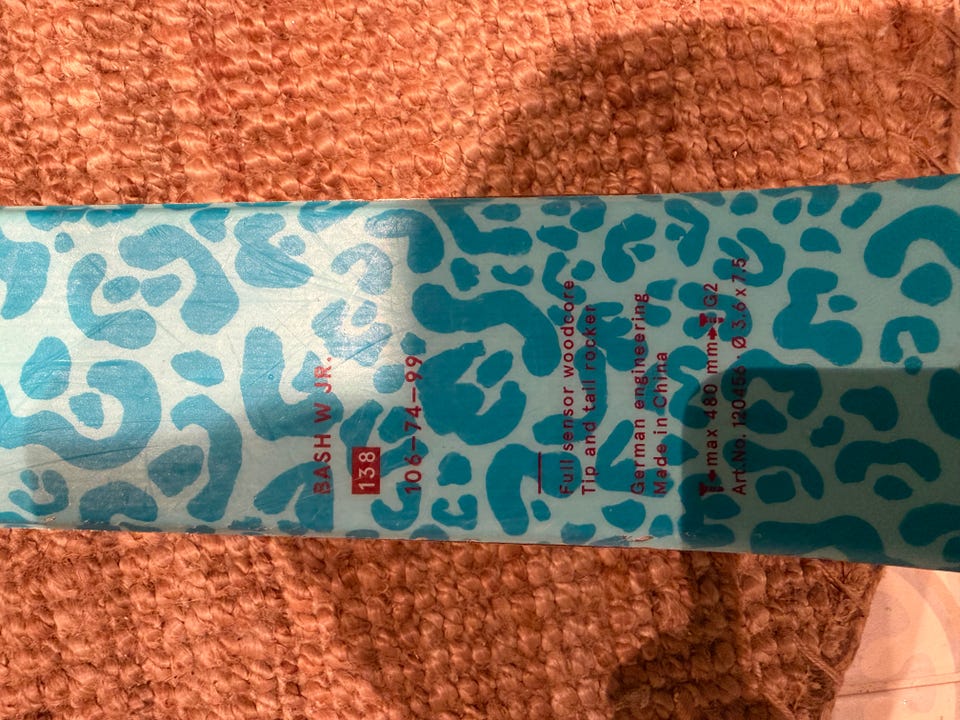 BASH W JR.
138
106–74–99
Full sensor woodcore
Tip and tail rocker
German engineering
Made in China
max 480 mm G2
Art.No. 120456 · Ø 3.6 x 7.5